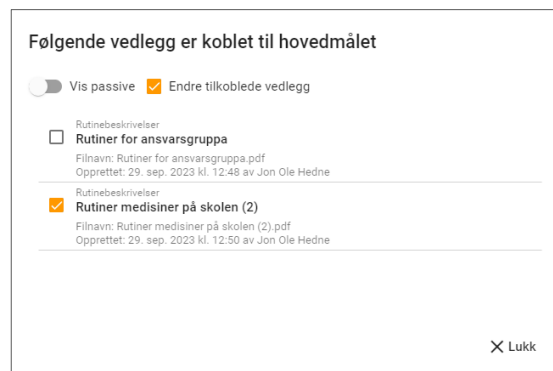 Følgende vedlegg er koblet til hovedmålet
Vis passive Endre tilkoblede vedlegg
Rutinebeskrivelser
Rutiner for ansvarsgruppa
Filnavn: Rutiner for ansvarsgruppa.pdf
Opprettet: 29. sep. 2023 kl. 12:48 av Jon Ole Hedne
Rutinebeskrivelser
Rutiner medisiner på skolen (2)
Filnavn: Rutiner medisiner på skolen (2).pdf
Opprettet: 29. sep. 2023 kl. 12:50 av Jon Ole Hedne
Lukk